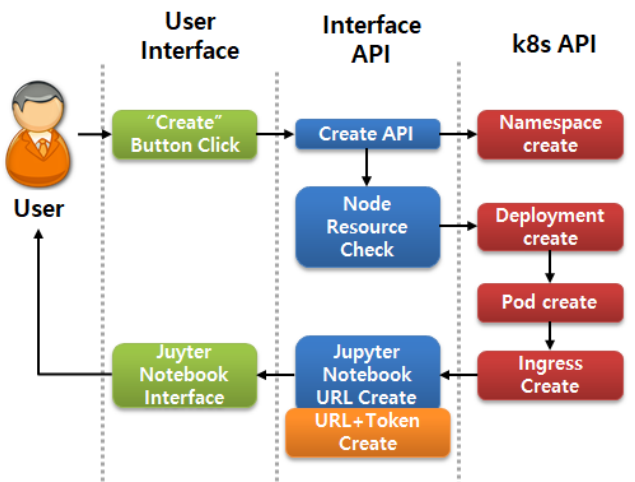 User
Interface
Interface
API
k8s API
"Create"
Button Click
Create API
Namespace
create
User
Node
Resource
Check
Deployment
create
Pod create
Juyter
Notebook
Interface
Jupyter
Notebook
URL Create
URL+Token
Create
Ingress
Create